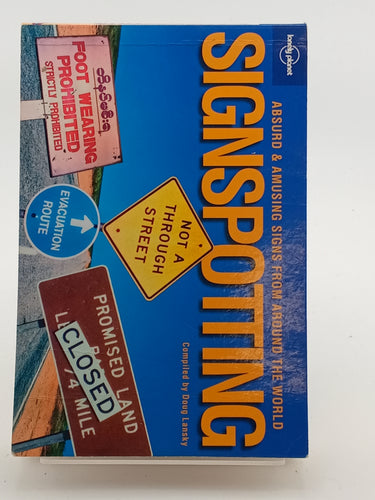 lonely planet
ABSURD & AMUSING SIGNS FROM AROUND THE WORLD
SIGNSPOTTING
Compiled by Doug Lansky
FOOT WEARING
PROHIBITED
STRICTLY PROHIBITED
EVACUATION
ROUTE
NOT A
THROUGH
STREET
PROMISED LAND
CLOSED
/4 MILE